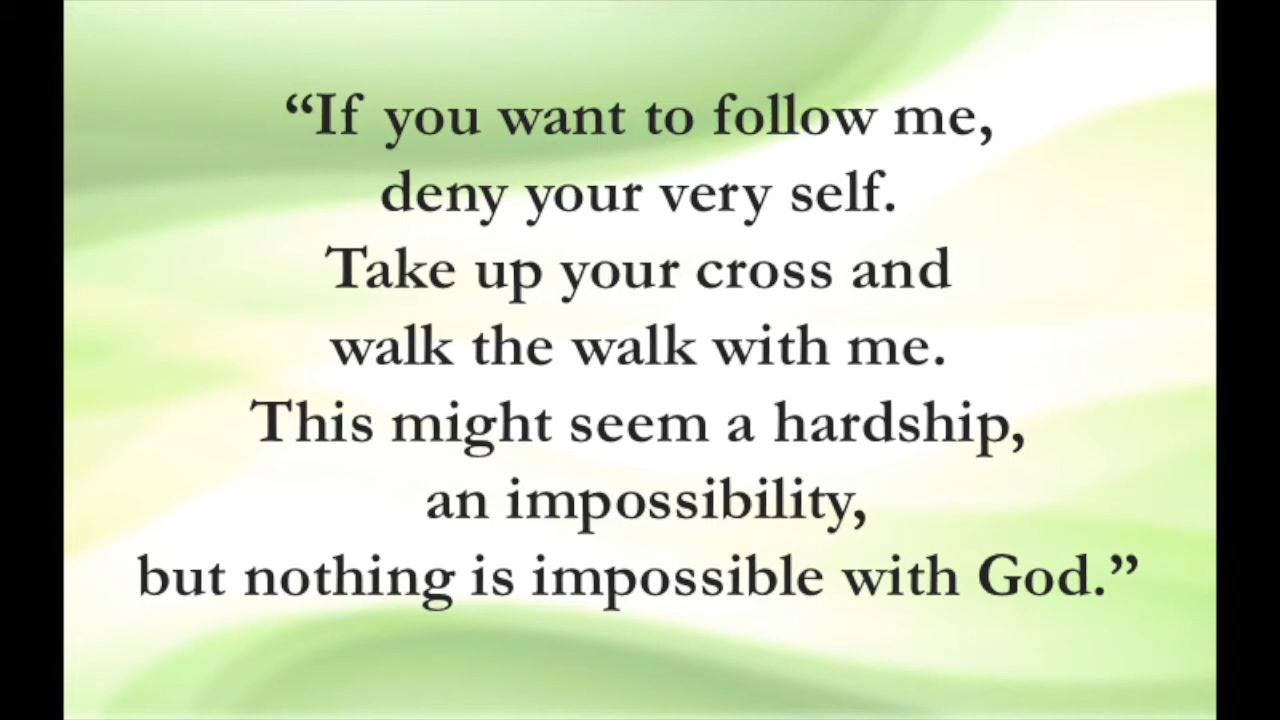 “If you want to follow me,
deny your very self.
Take up your cross and
walk the walk with me.
This might seem a hardship,
an impossibility,
but nothing is impossible with God.”